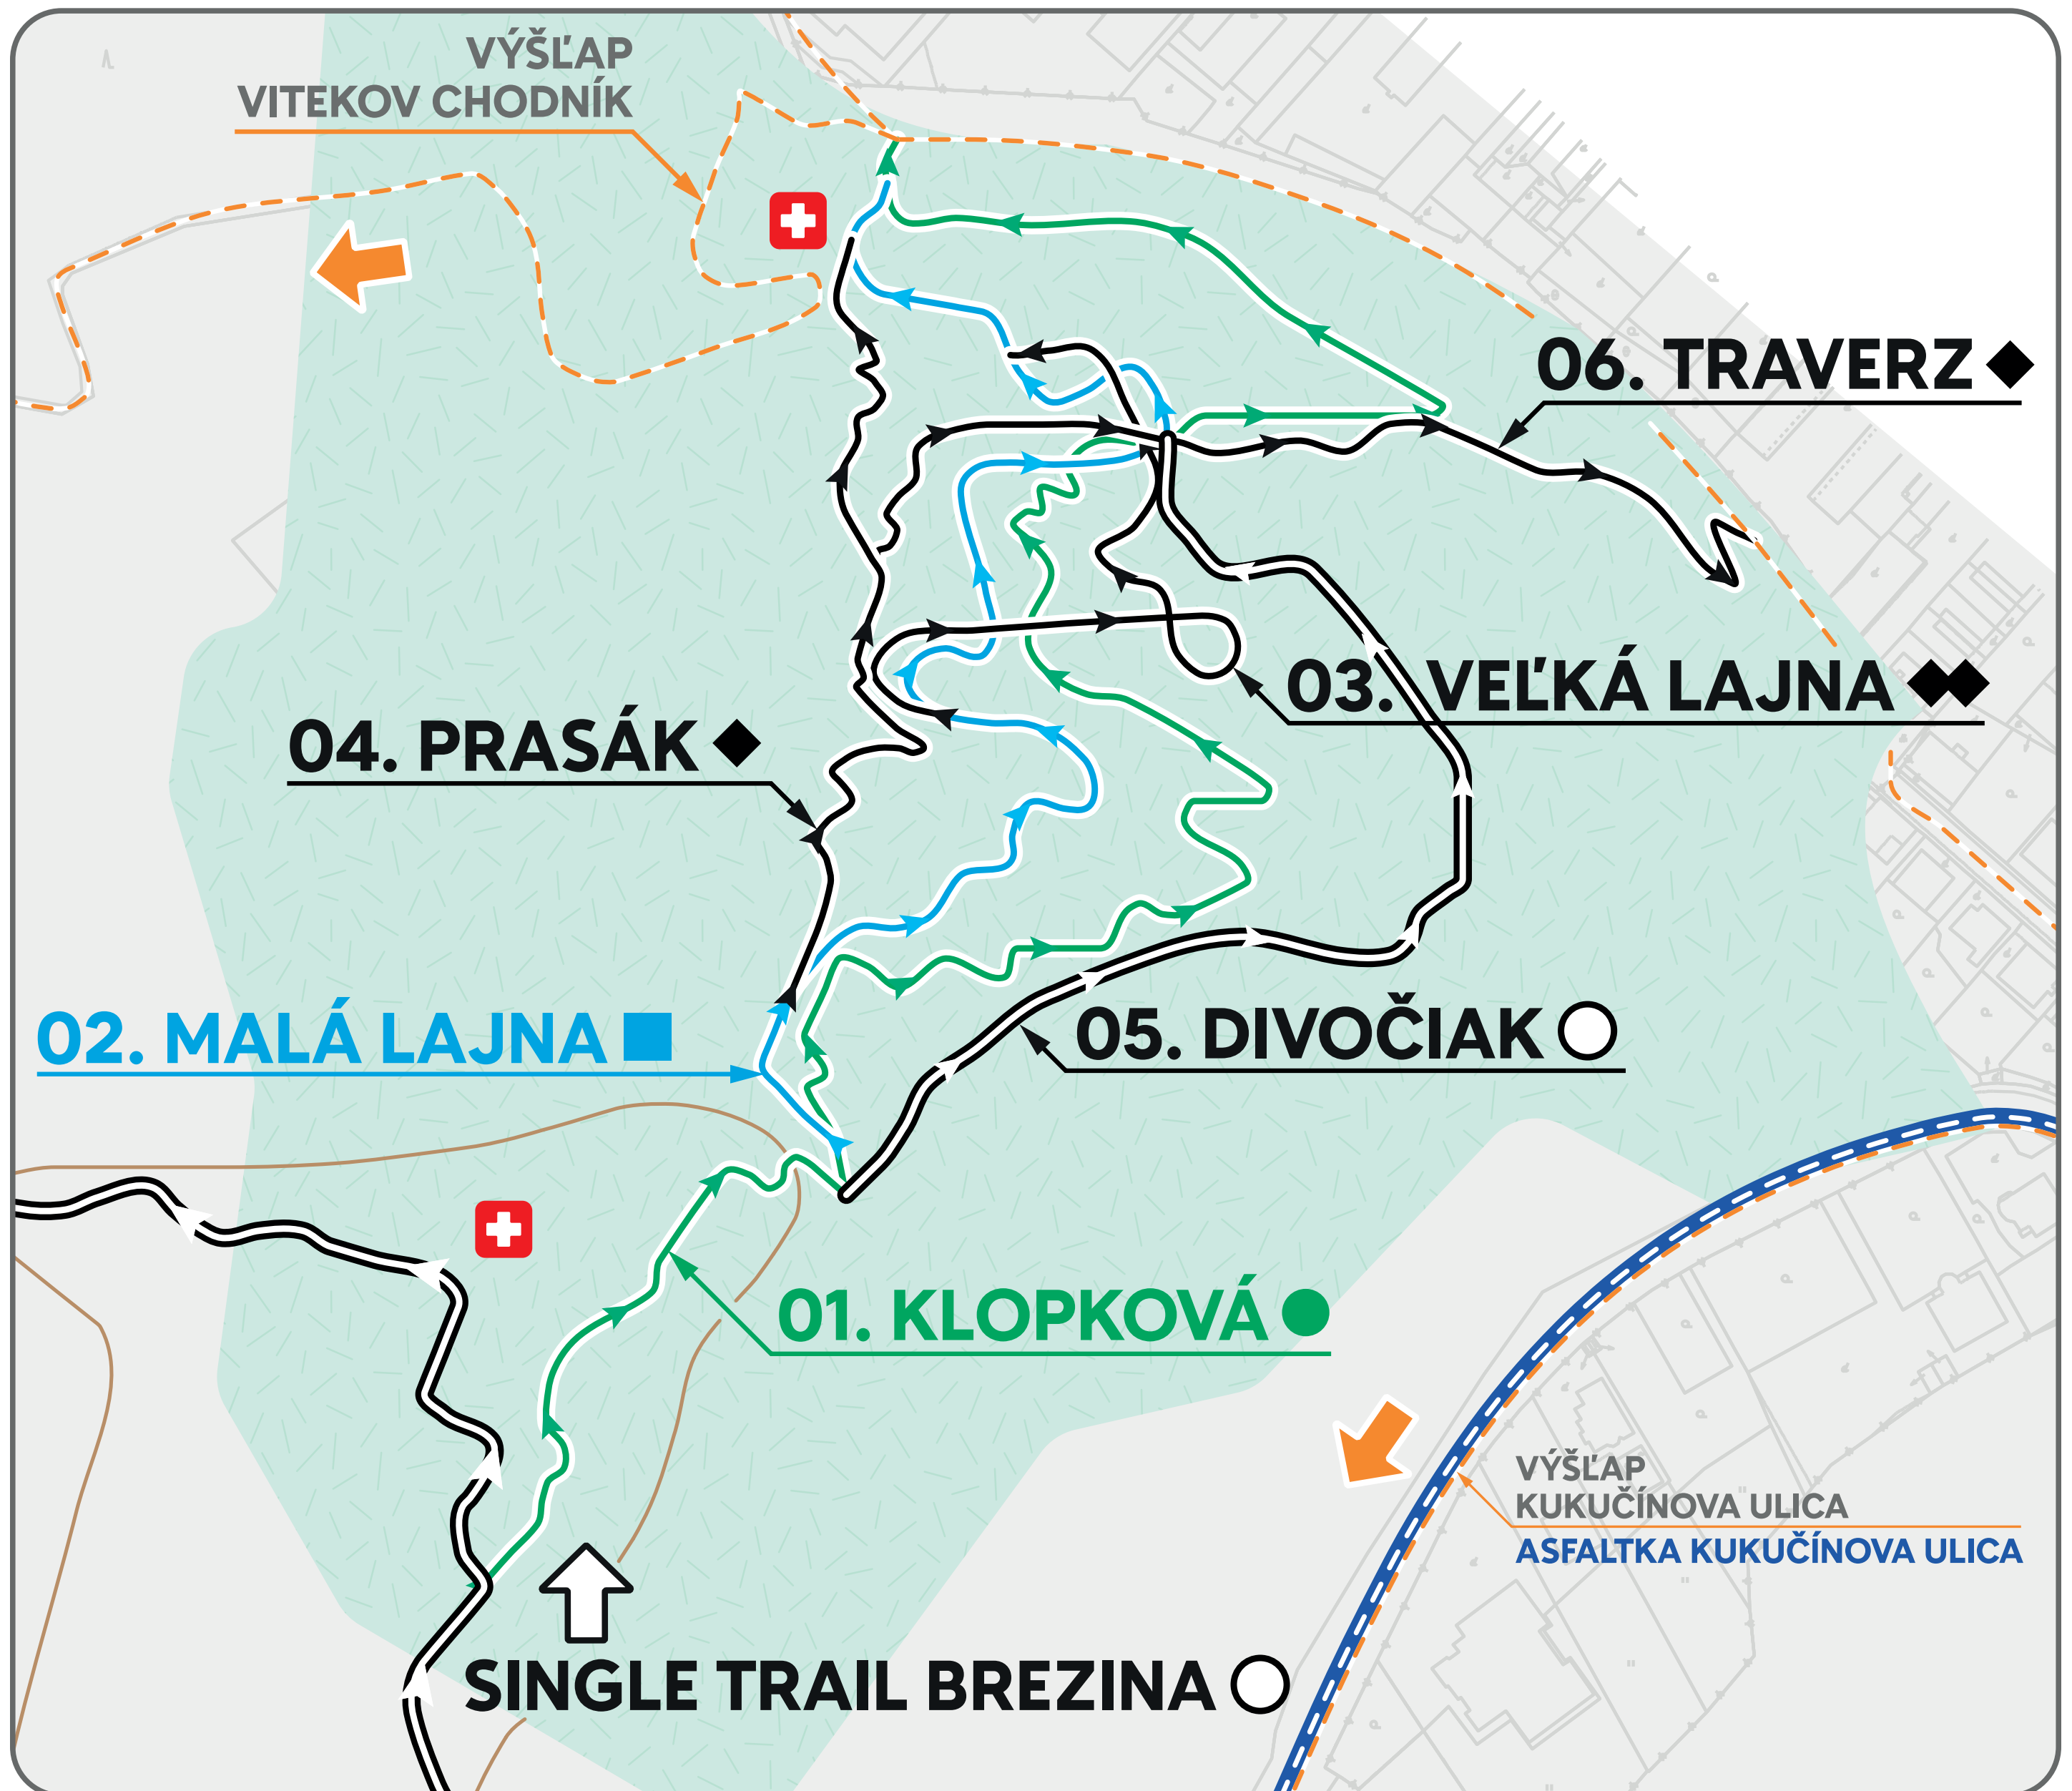 VÝŠĽAP
VITEKOV CHODNÍK
06. TRAVERZ
03. VEĽKÁ LAJNA
04. PRASÁK
02. MALÁ LAJNA
05. DIVOČIAK
01. KLOPKOVÁ
VÝŠĽAP
KUKUČÍNOVA ULICA
ASFALTKA KUKUČÍNOVA ULICA
SINGLE TRAIL BREZINA